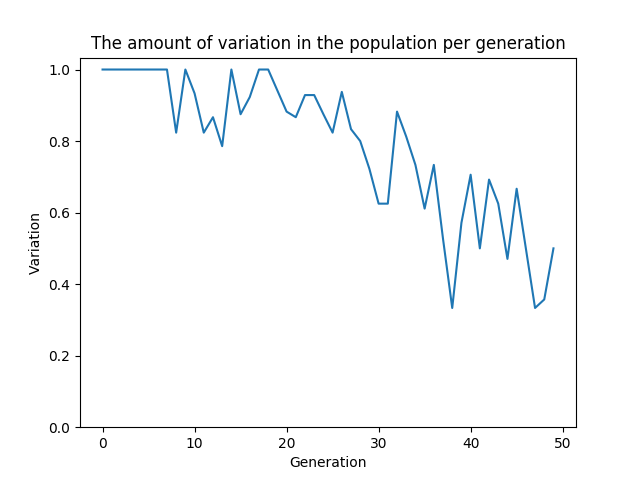 The amount of variation in the population per generation
1.0
0.8
0.6
0.4
0.2
0.0
Variation
0 10 20 30 40 50
Generation